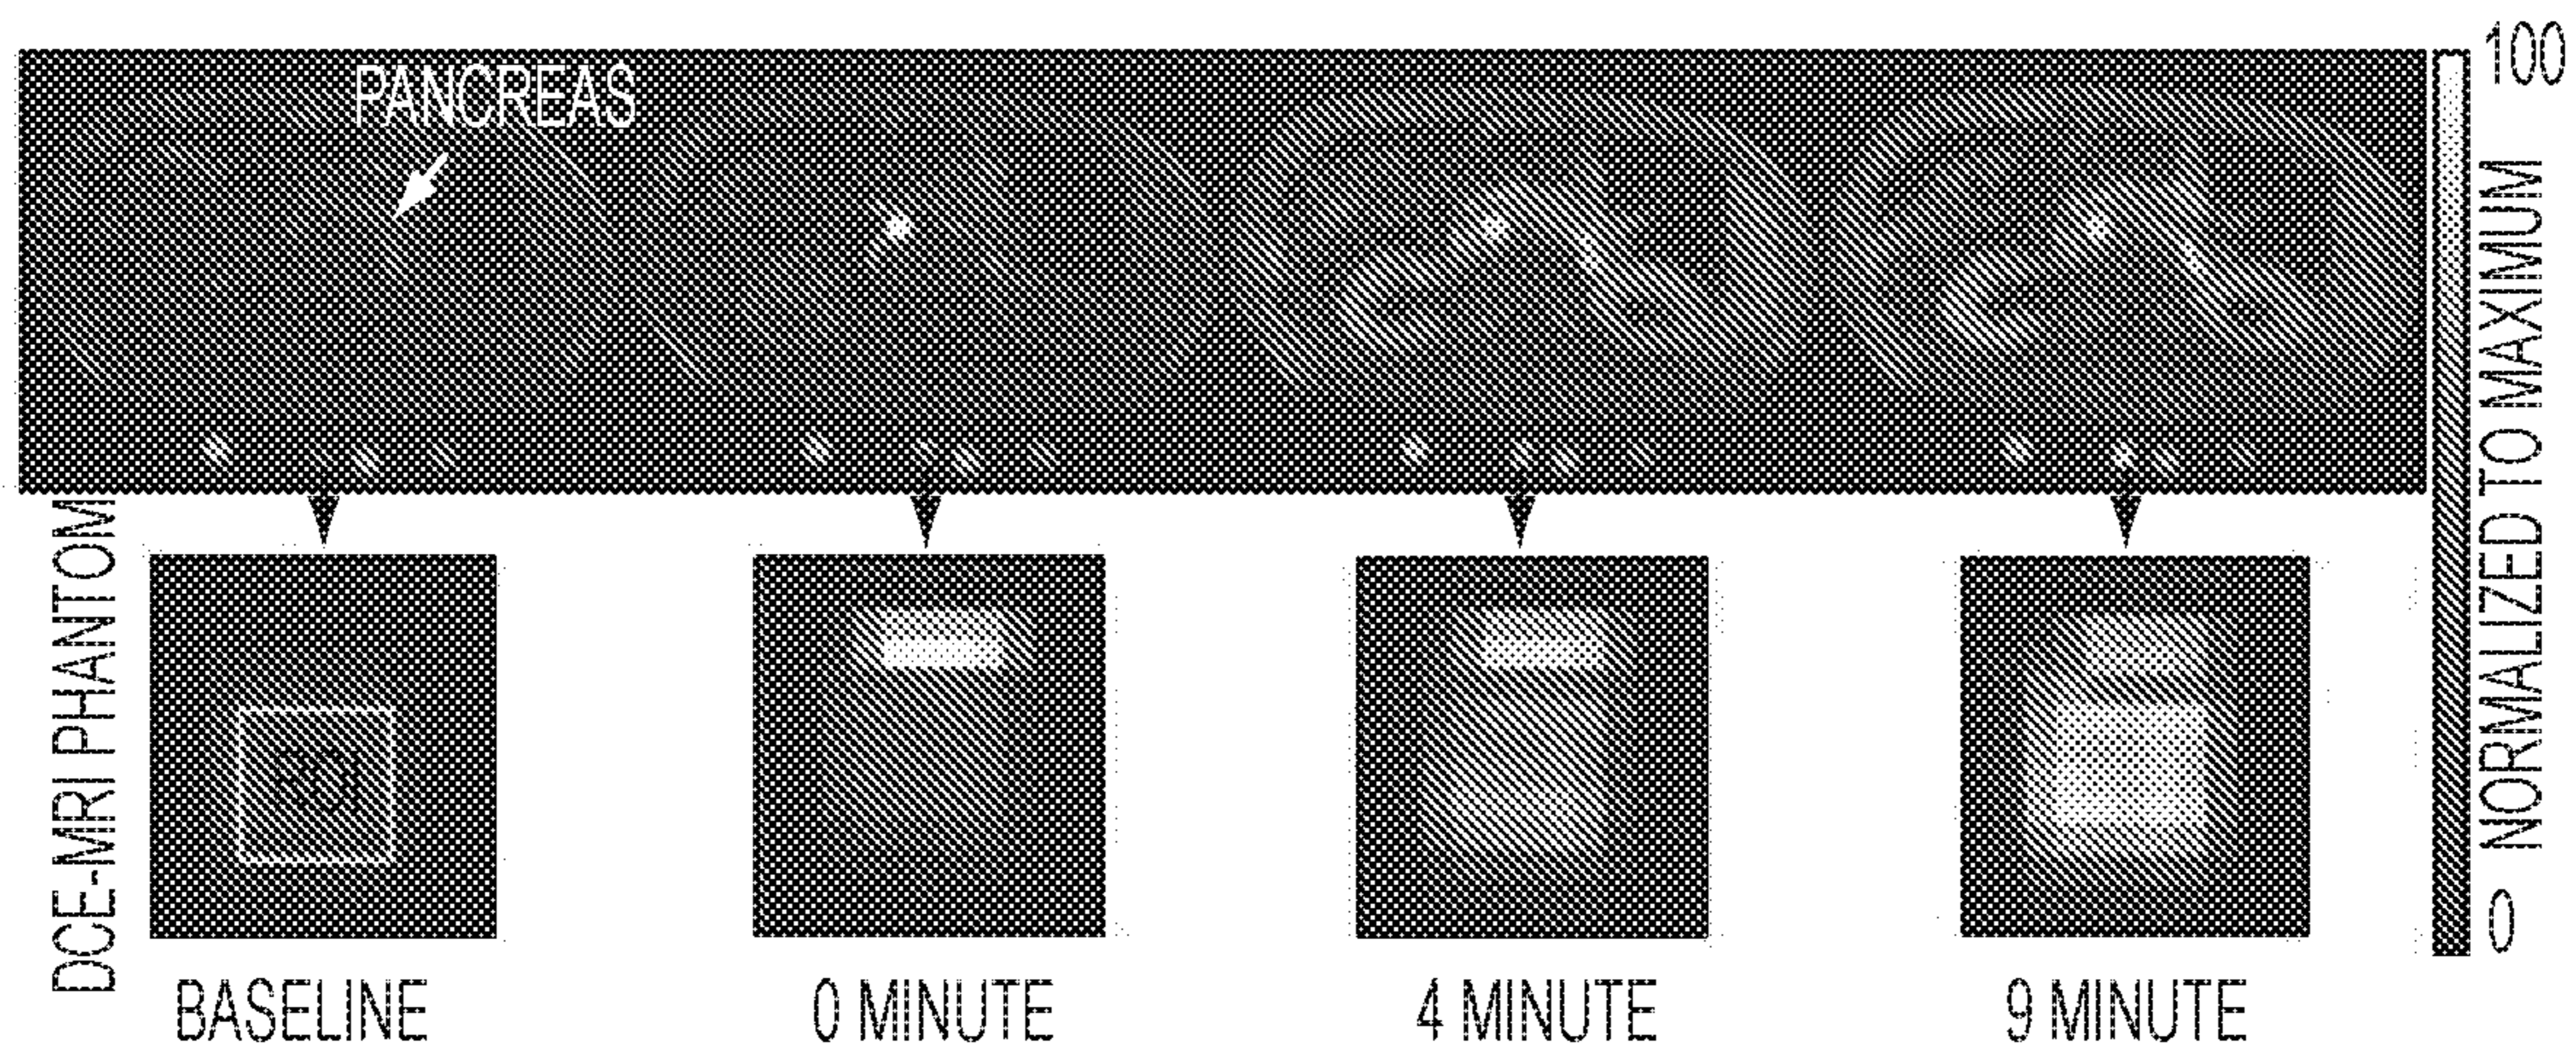 PANCREAS
100
NORMALIZED TO MAXIMUM
0
DCE-MRI PHANTOM
BASELINE
0 MINUTE
4 MINUTE
9 MINUTE